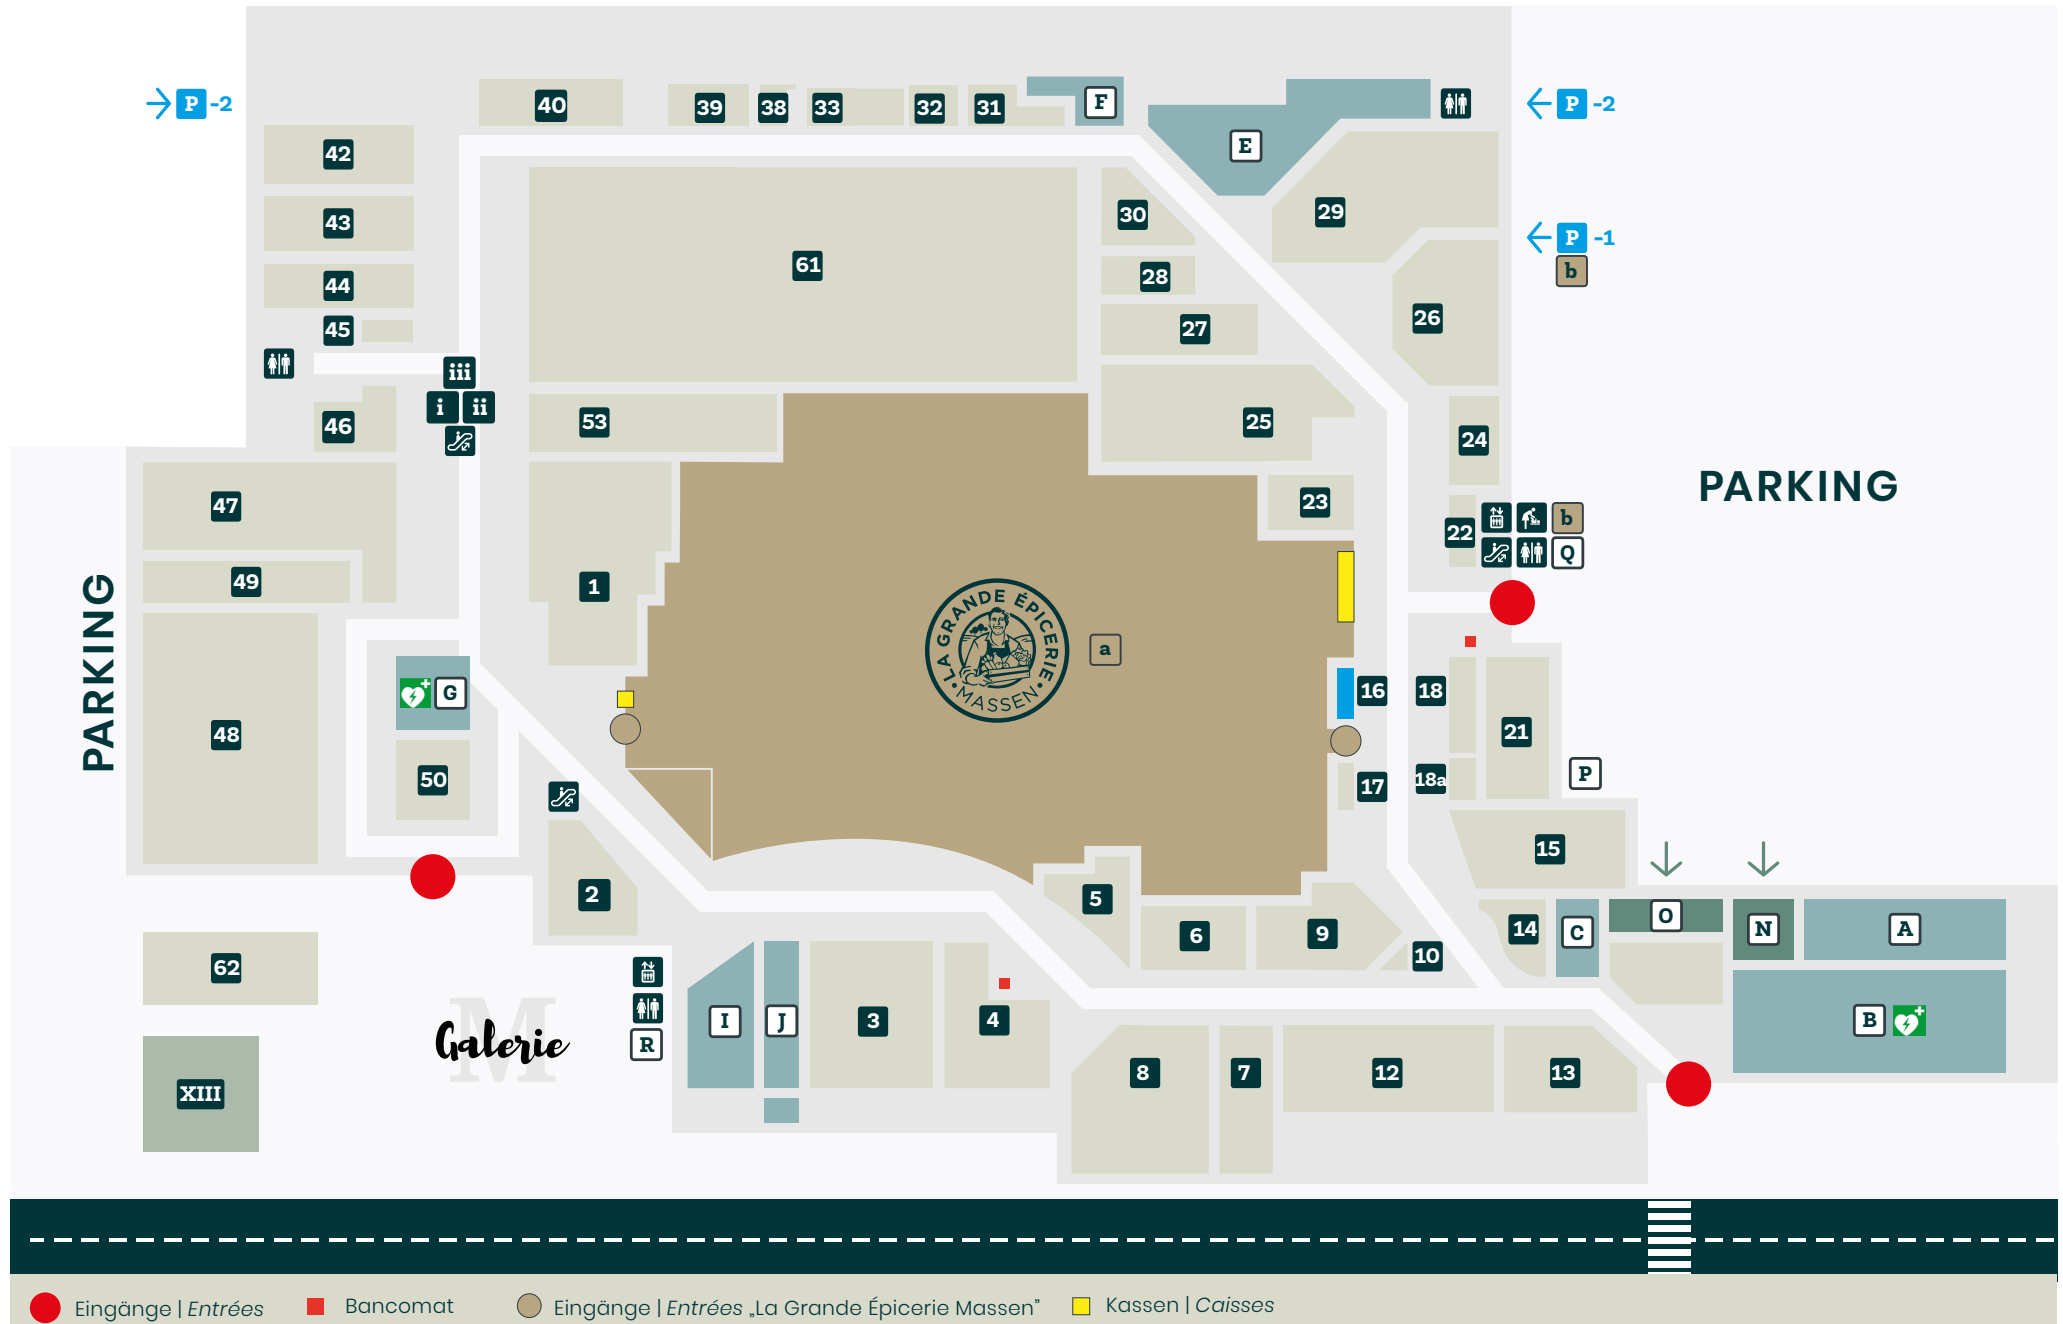 P -2
40
39
38
33
32
31
F
E
P -2
42
43
44
45
61
30
29
28
27
P -1
b
26
iii
i ii
46
53
25
24
PARKING
47
23
22
b
Q
49
1
LA GRANDE ÉPICERIE
MASSEN
a
PARKING
G
48
50
16
18
21
17
18a
P
15
2
5
6
9
10
14
C
O
N
A
62
M
Galerie
R
I
J
3
4
B
XIII
8
7
12
13
Eingänge | Entrées
Bancomat
Eingänge | Entrées „La Grande Épicerie Massen”
Kassen | Caisses